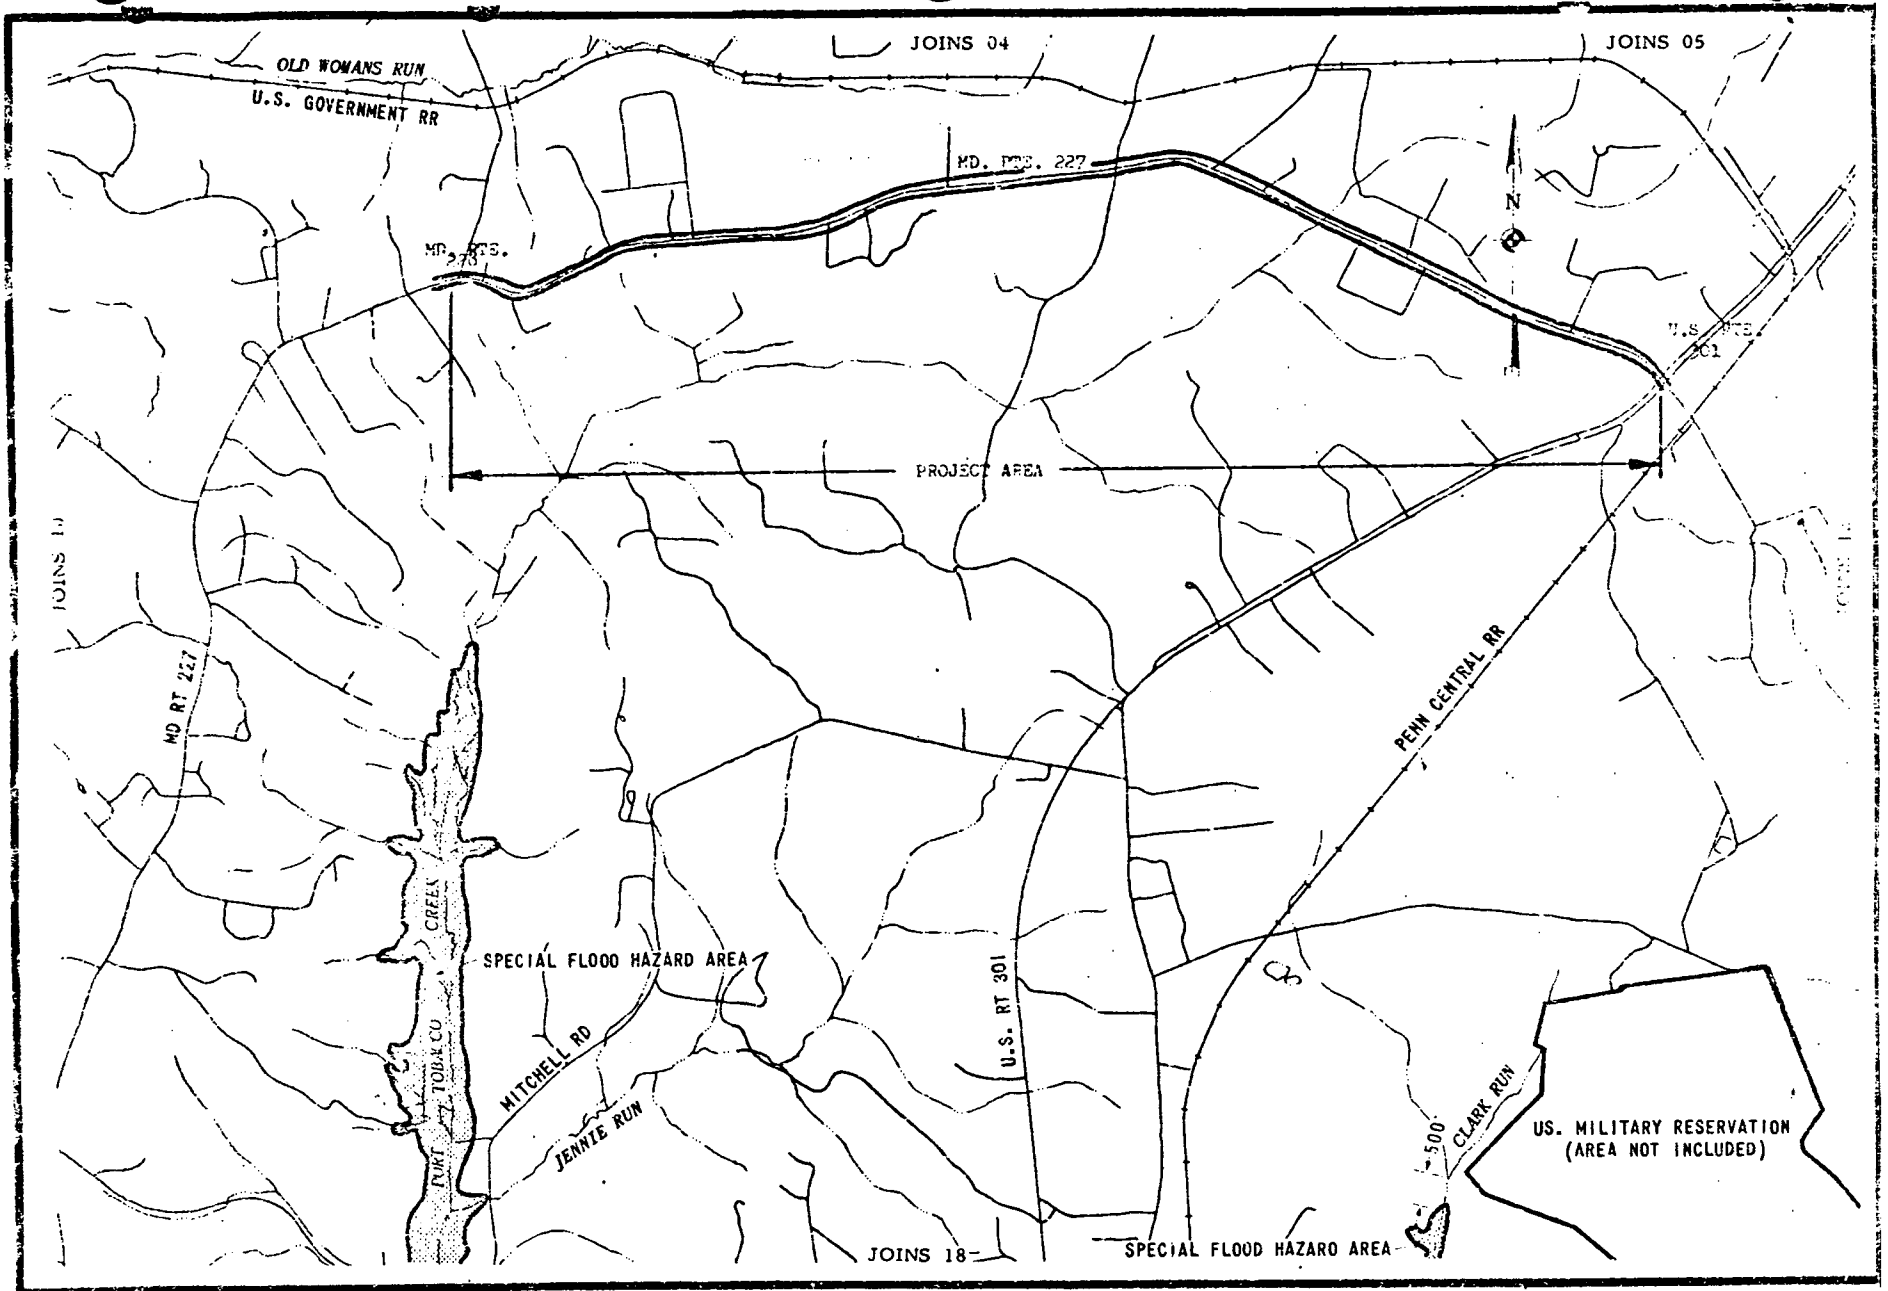 JOINS 04
JOINS 05
OLD WOMANS RUN
U.S. GOVERNMENT RR
MD. RTE. 227
N
MD. RTE.
228
U.S. RTE.
301
PROJECT AREA
JOINS
MD RT 227
PENN CENTRAL RR
CREEK
SPECIAL FLOOD HAZARD AREA
U.S. RT 301
PORT TOBACCO
MITCHELL RD
JENNIE RUN
500
CLARK RUN
US. MILITARY RESERVATION
(AREA NOT INCLUDED)
JOINS 18
SPECIAL FLOOD HAZARD AREA